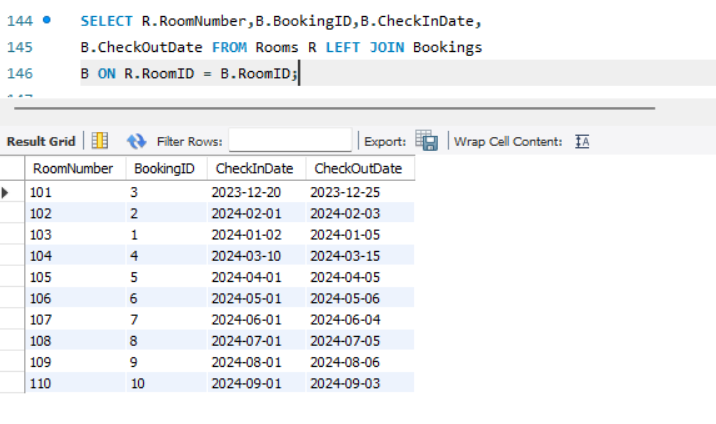 144 SELECT R.RoomNumber,B.BookingID,B.CheckInDate,
145 B.CheckOutDate FROM Rooms R LEFT JOIN Bookings
146 B ON R.RoomID = B.RoomID;
Result Grid Filter Rows: Export: Wrap Cell Content:
RoomNumber BookingID CheckInDate CheckOutDate
101 3 2023-12-20 2023-12-25
102 2 2024-02-01 2024-02-03
103 1 2024-01-02 2024-01-05
104 4 2024-03-10 2024-03-15
105 5 2024-04-01 2024-04-05
106 6 2024-05-01 2024-05-06
107 7 2024-06-01 2024-06-04
108 8 2024-07-01 2024-07-05
109 9 2024-08-01 2024-08-06
110 10 2024-09-01 2024-09-03